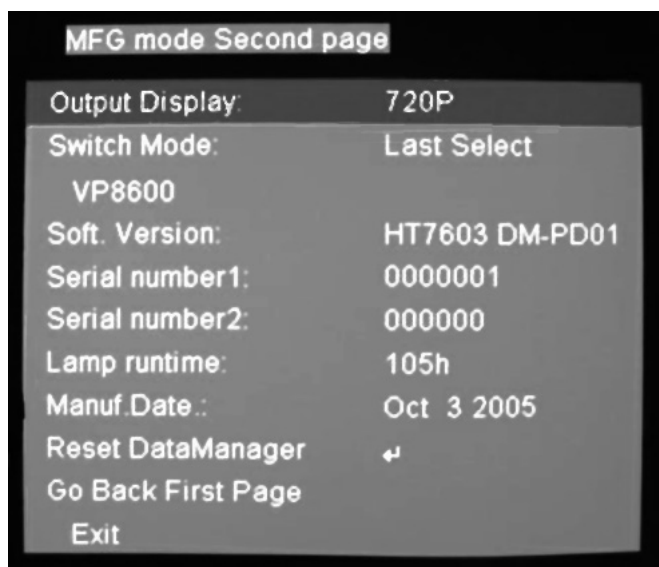 MFG mode Second page
Output Display: 720P
Switch Mode: Last Select
VP8600
Soft. Version: HT7603 DM-PD01
Serial number1: 0000001
Serial number2: 000000
Lamp runtime: 105h
Manuf.Date.: Oct 3 2005
Reset DataManager ↵
Go Back First Page
Exit